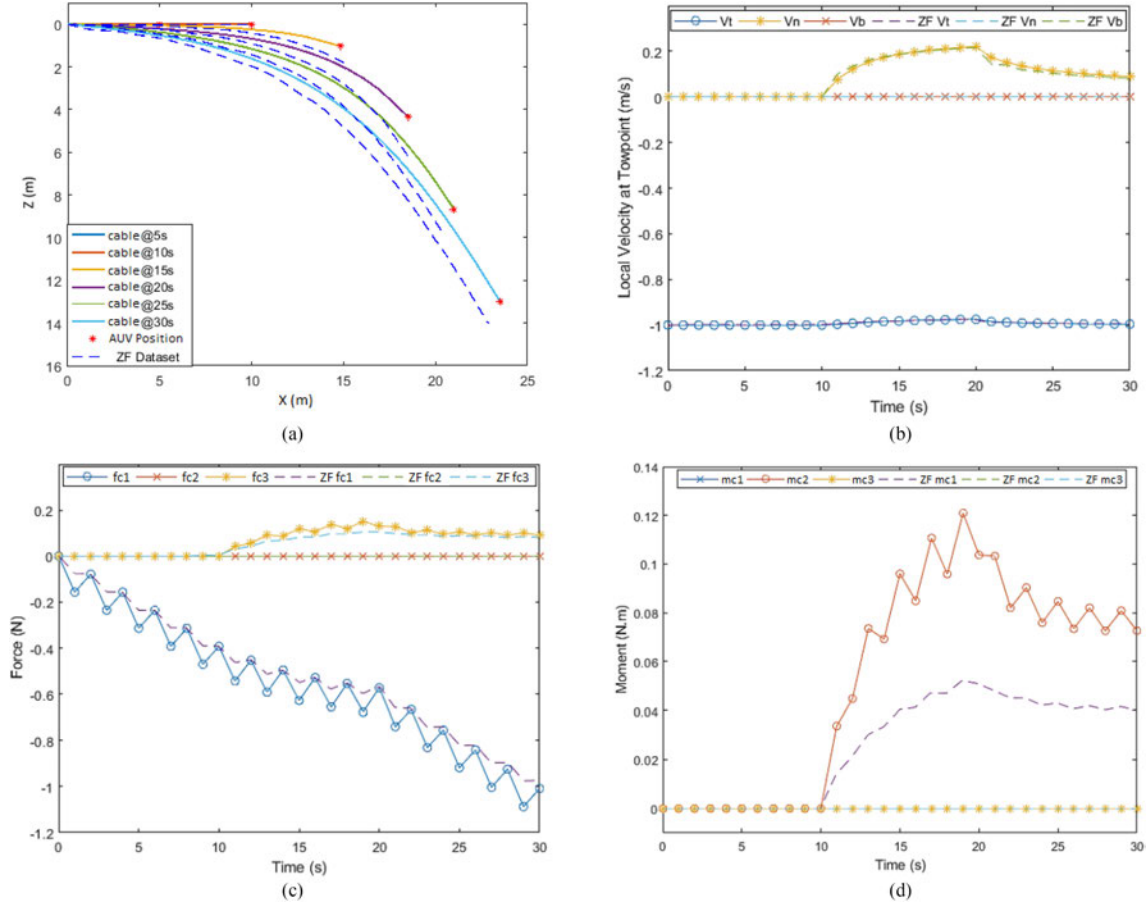 0
2
4
6
8
10
12
14
16
Z (m)
cable@5s
cable@10s
cable@15s
cable@20s
cable@25s
cable@30s
AUV Position
ZF Dataset
0 5 10 15 20 25
X (m)
(a)
Vt Vn Vb ZF Vt ZF Vn ZF Vb
0.2
0
-0.2
-0.4
-0.6
-0.8
-1
-1.2
Local Velocity at Towpoint (m/s)
0 5 10 15 20 25 30
Time (s)
(b)
fc1 fc2 fc3 ZF fc1 ZF fc2 ZF fc3
0.2
0
-0.2
-0.4
-0.6
-0.8
-1
-1.2
Force (N)
0 5 10 15 20 25 30
Time (s)
(c)
0.14
mc1 mc2 mc3 ZF mc1 ZF mc2 ZF mc3
0.12
0.1
0.08
0.06
0.04
0.02
0
Moment (N.m)
0 5 10 15 20 25 30
Time (s)
(d)